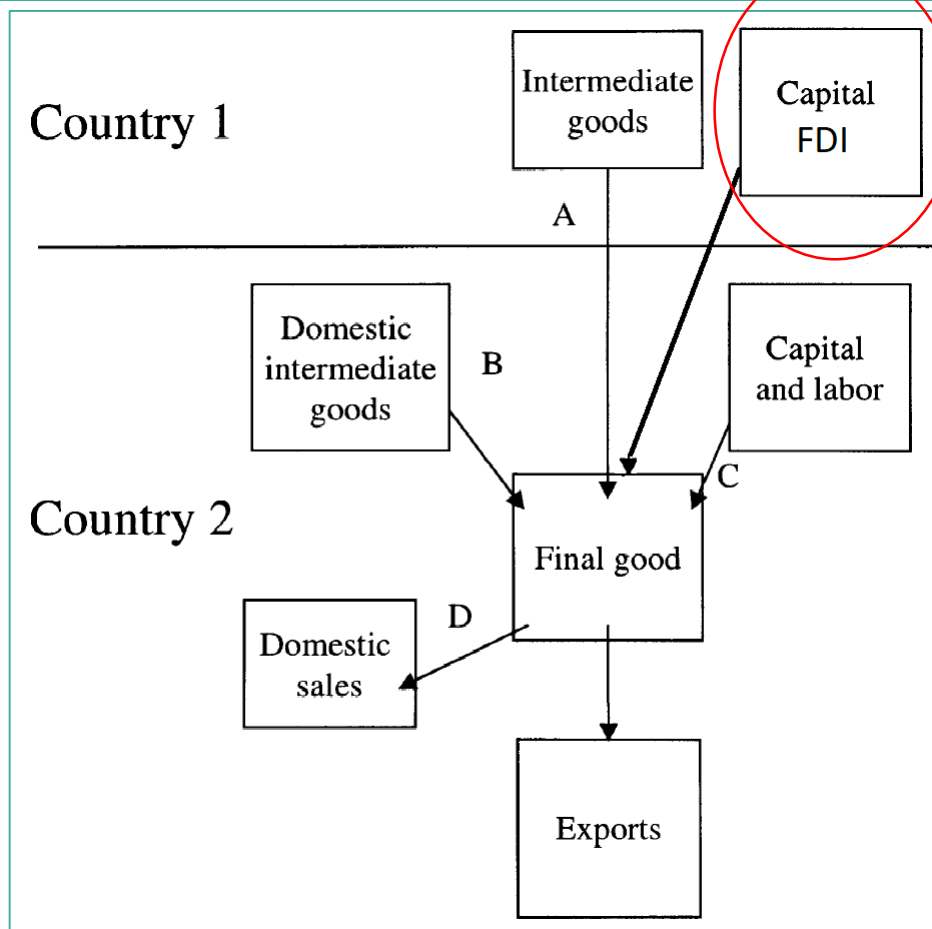 Country 1
Intermediate
goods
Capital
FDI
A
Domestic
intermediate
goods
B
Capital
and labor
C
Country 2
Final good
D
Domestic
sales
Exports